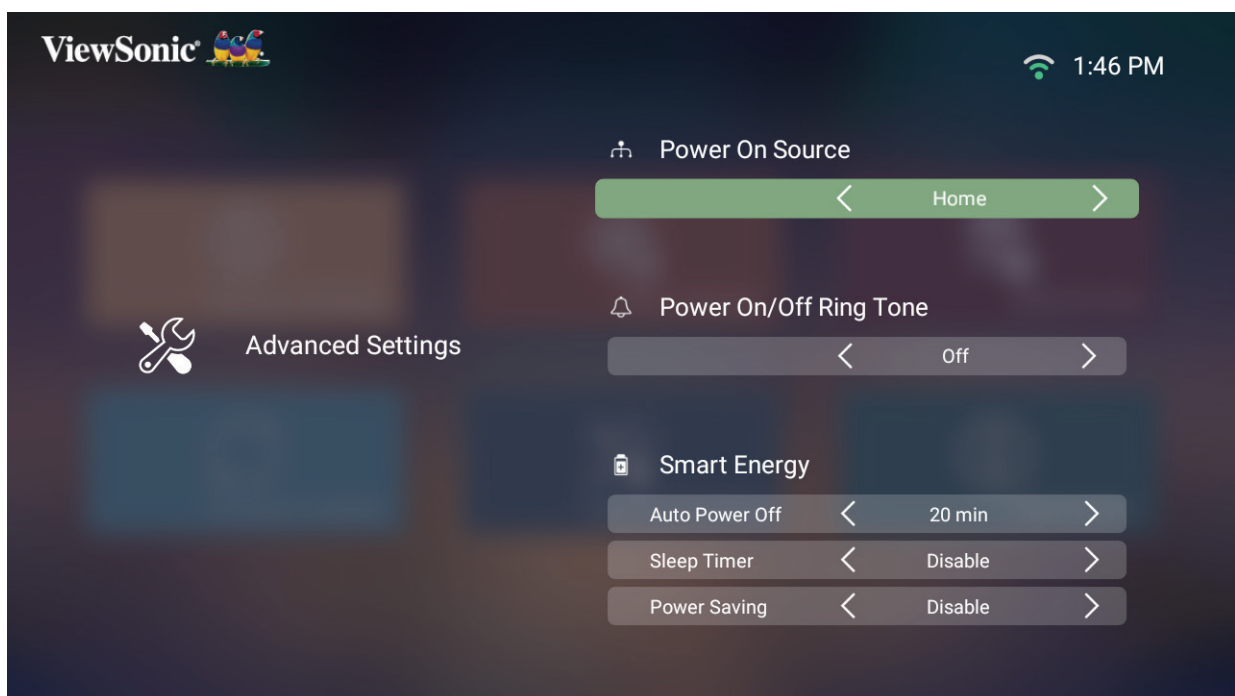 ViewSonic®
1:46 PM
Power On Source
Home
Power On/Off Ring Tone
Advanced Settings
Off
Smart Energy
Auto Power Off 20 min
Sleep Timer Disable
Power Saving Disable